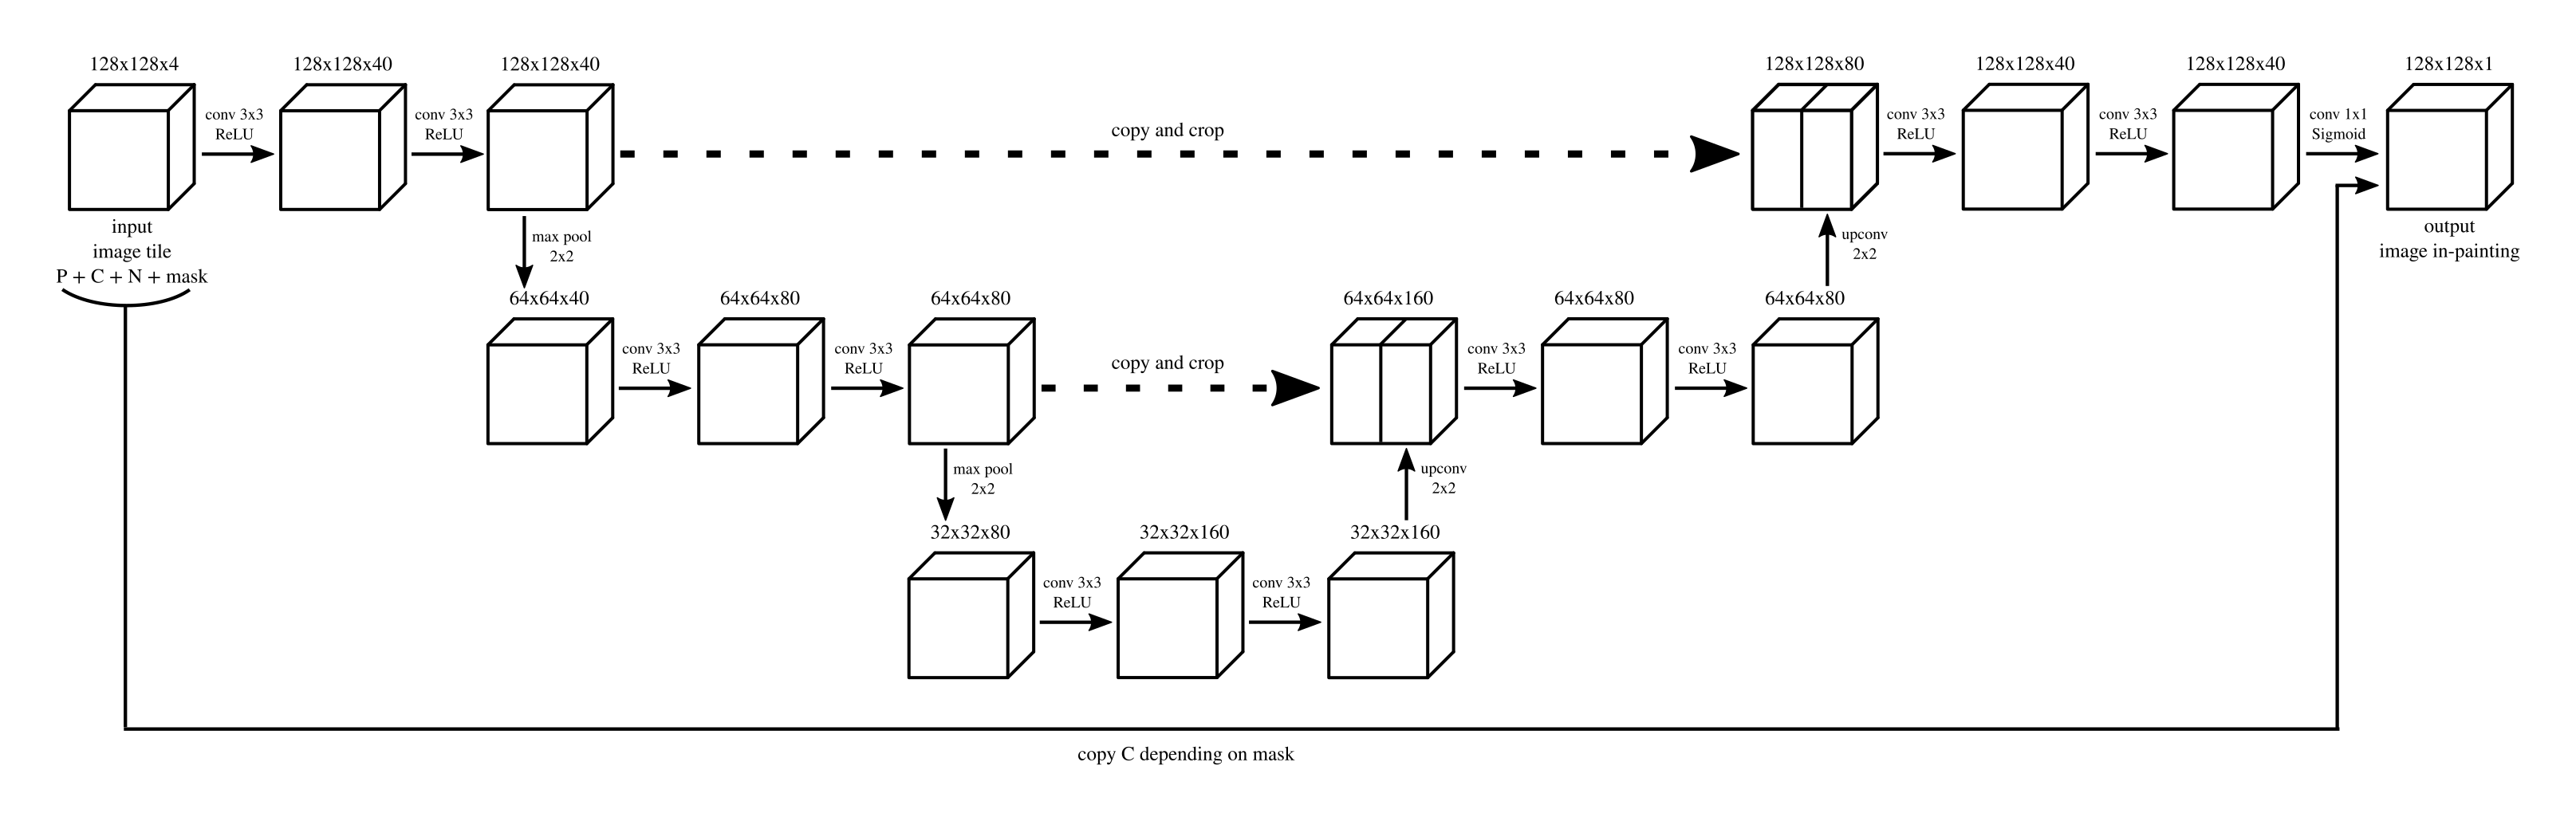 128x128x4
128x128x40
128x128x40
128x128x80
128x128x40
128x128x40
128x128x1
conv 3x3
ReLU
conv 3x3
ReLU
copy and crop
conv 3x3
ReLU
conv 3x3
ReLU
conv 1x1
Sigmoid
input
image tile
P + C + N + mask
output
image in-painting
max pool
2x2
upconv
2x2
64x64x40
64x64x80
64x64x80
64x64x160
64x64x80
64x64x80
conv 3x3
ReLU
conv 3x3
ReLU
copy and crop
conv 3x3
ReLU
conv 3x3
ReLU
max pool
2x2
upconv
2x2
32x32x80
32x32x160
32x32x160
conv 3x3
ReLU
conv 3x3
ReLU
copy C depending on mask